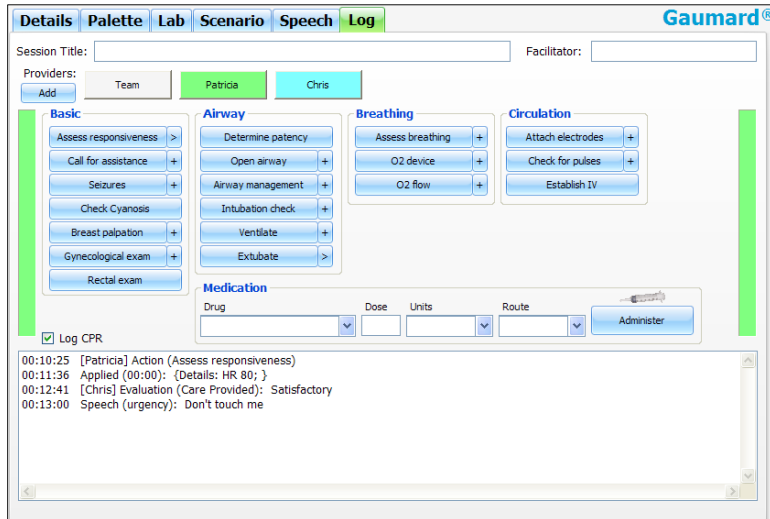 Details Palette Lab Scenario Speech Log
Gaumard®
Session Title: Facilitator:
Providers:
Add Team Patricia Chris
Basic
Assess responsiveness >
Call for assistance +
Seizures +
Check Cyanosis
Breast palpation +
Gynecological exam +
Rectal exam
Airway
Determine patency
Open airway +
Airway management +
Intubation check +
Ventilate +
Extubate >
Breathing
Assess breathing +
O2 device +
O2 flow +
Circulation
Attach electrodes +
Check for pulses +
Establish IV
Medication
Drug Dose Units Route
Administer
Log CPR
00:10:25 [Patricia] Action (Assess responsiveness)
00:11:36 Applied (00:00): {Details: HR 80; }
00:12:41 [Chris] Evaluation (Care Provided): Satisfactory
00:13:00 Speech (urgency): Don't touch me